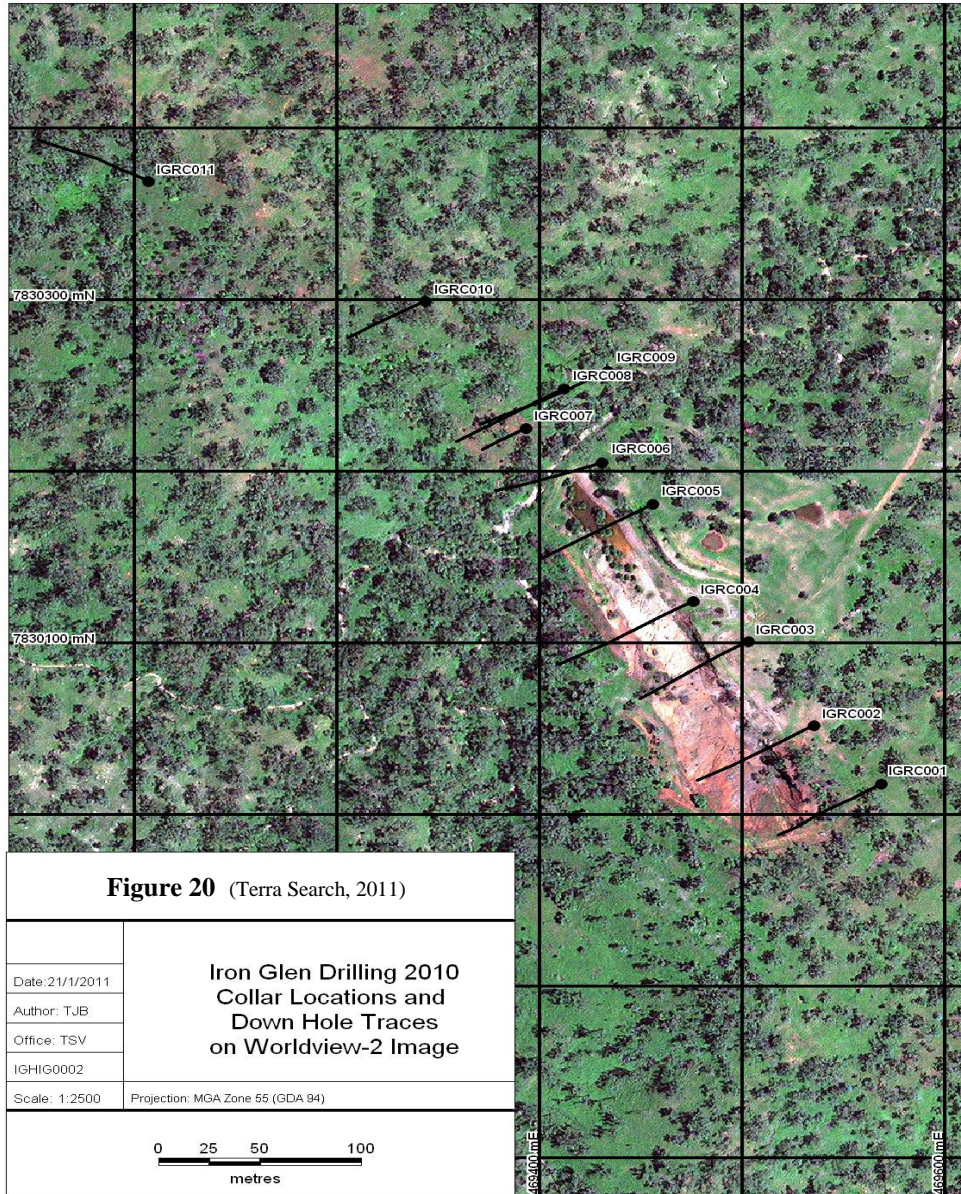 IGRC011
7830300 mN
IGRC010
IGRC009
IGRC008
IGRC007
IGRC006
IGRC005
IGRC004
7830100 mN
IGRC003
IGRC002
IGRC001
Figure 20 (Terra Search, 2011)
Iron Glen Drilling 2010
Collar Locations and
Down Hole Traces
on Worldview-2 Image
Date:21/1/2011
Author: TJB
Office: TSV
IGHIG0002
Scale: 1:2500
Projection: MGA Zone 55 (GDA 94)
0 25 50 100
metres
469400 mE
469600 mE